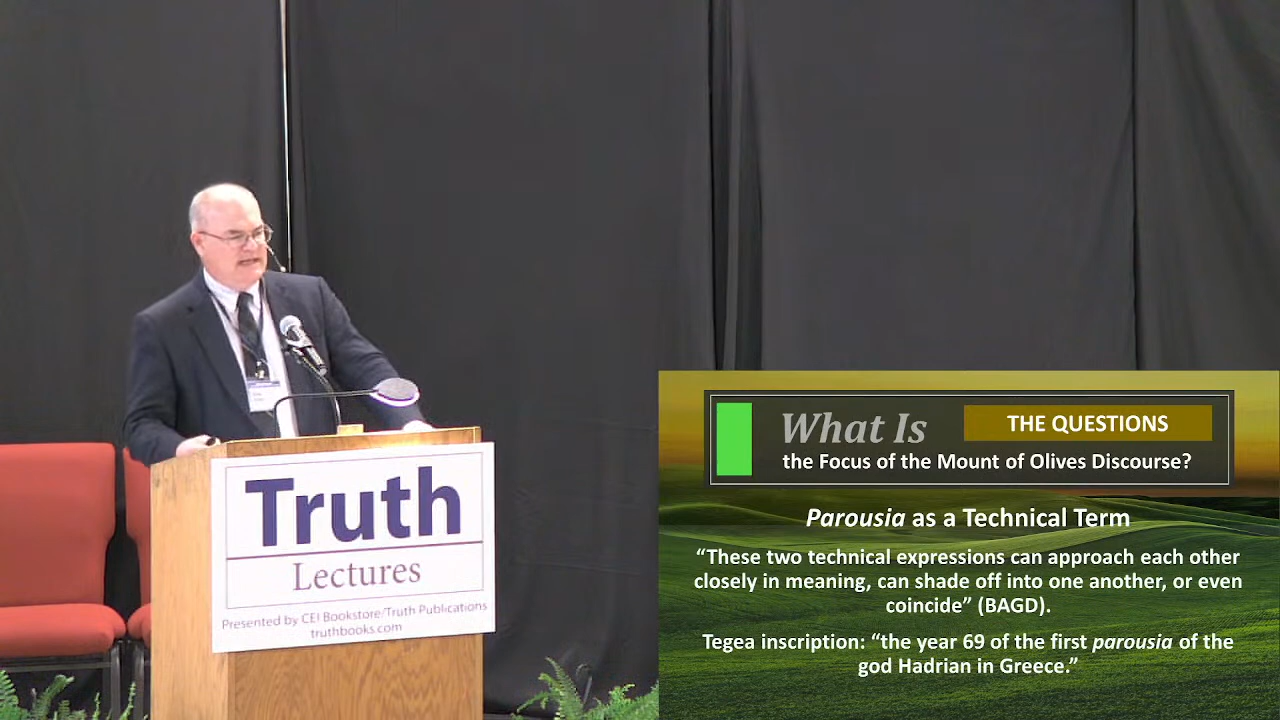 Truth
Lectures
Presented by CEI Bookstore/Truth Publications
truthbooks.com
What Is
THE QUESTIONS
the Focus of the Mount of Olives Discourse?
Parousia as a Technical Term
“These two technical expressions can approach each other
closely in meaning, can shade off into one another, or even
coincide” (BAGD).
Tegea inscription: “the year 69 of the first parousia of the
god Hadrian in Greece.”